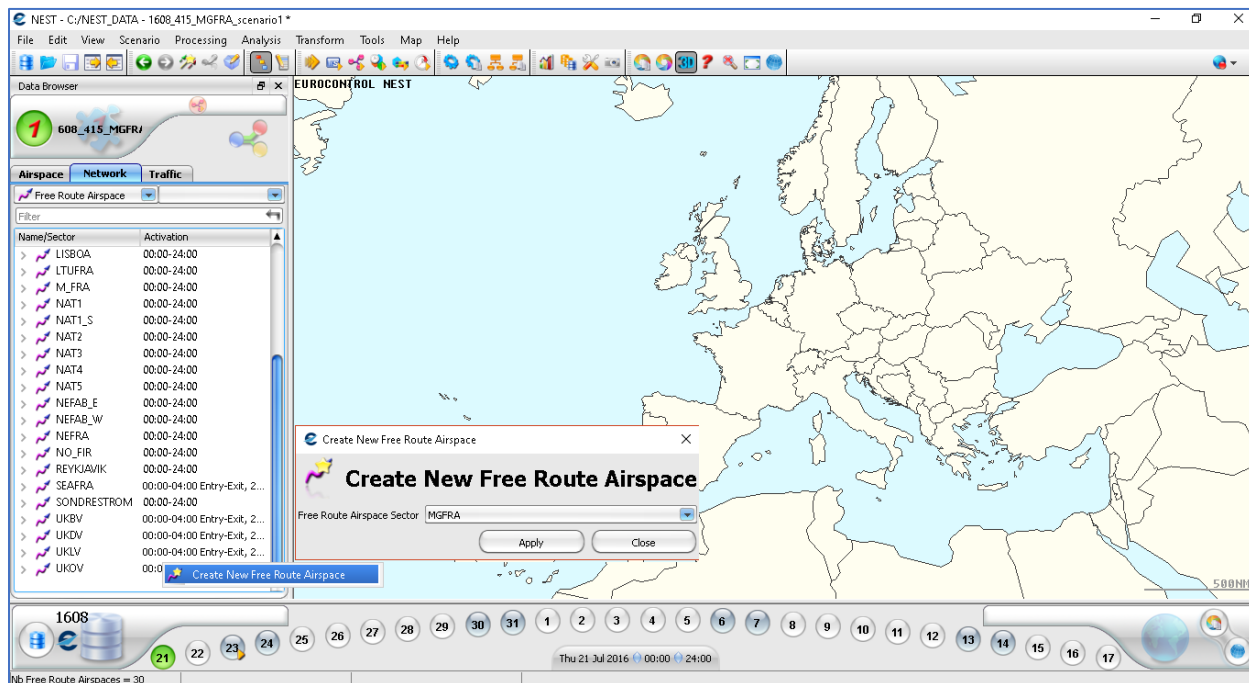 NEST - C:/NEST_DATA - 1608_415_MGFRA_scenario1 *
File Edit View Scenario Processing Analysis Transform Tools Map Help
Data Browser
1 608_415_MGFRA
Airspace Network Traffic
Free Route Airspace
Filter
Name/Sector Activation
LISBOA 00:00-24:00
LTUFRA 00:00-24:00
M_FRA 00:00-24:00
NAT1 00:00-24:00
NAT1_S 00:00-24:00
NAT2 00:00-24:00
NAT3 00:00-24:00
NAT4 00:00-24:00
NAT5 00:00-24:00
NEFAB_E 00:00-24:00
NEFAB_W 00:00-24:00
NEFRA 00:00-24:00
NO_FIR 00:00-24:00
REYKJAVIK 00:00-24:00
SEAFRA 00:00-04:00 Entry-Exit, 2...
SONDRESTROM 00:00-24:00
UKBV 00:00-04:00 Entry-Exit, 2...
UKDV 00:00-04:00 Entry-Exit, 2...
UKLV 00:00-04:00 Entry-Exit, 2...
UKOV 00:0
Create New Free Route Airspace
EUROCONTROL NEST
Create New Free Route Airspace
Create New Free Route Airspace
Free Route Airspace Sector MGFRA
Apply Close
500NM
1608
21 22 23 24 25 26 27 28 29 30 31 1 2 3 4 5 6 7 8 9 10 11 12 13 14 15 16 17
Thu 21 Jul 2016 00:00 24:00
Nb Free Route Airspaces = 30